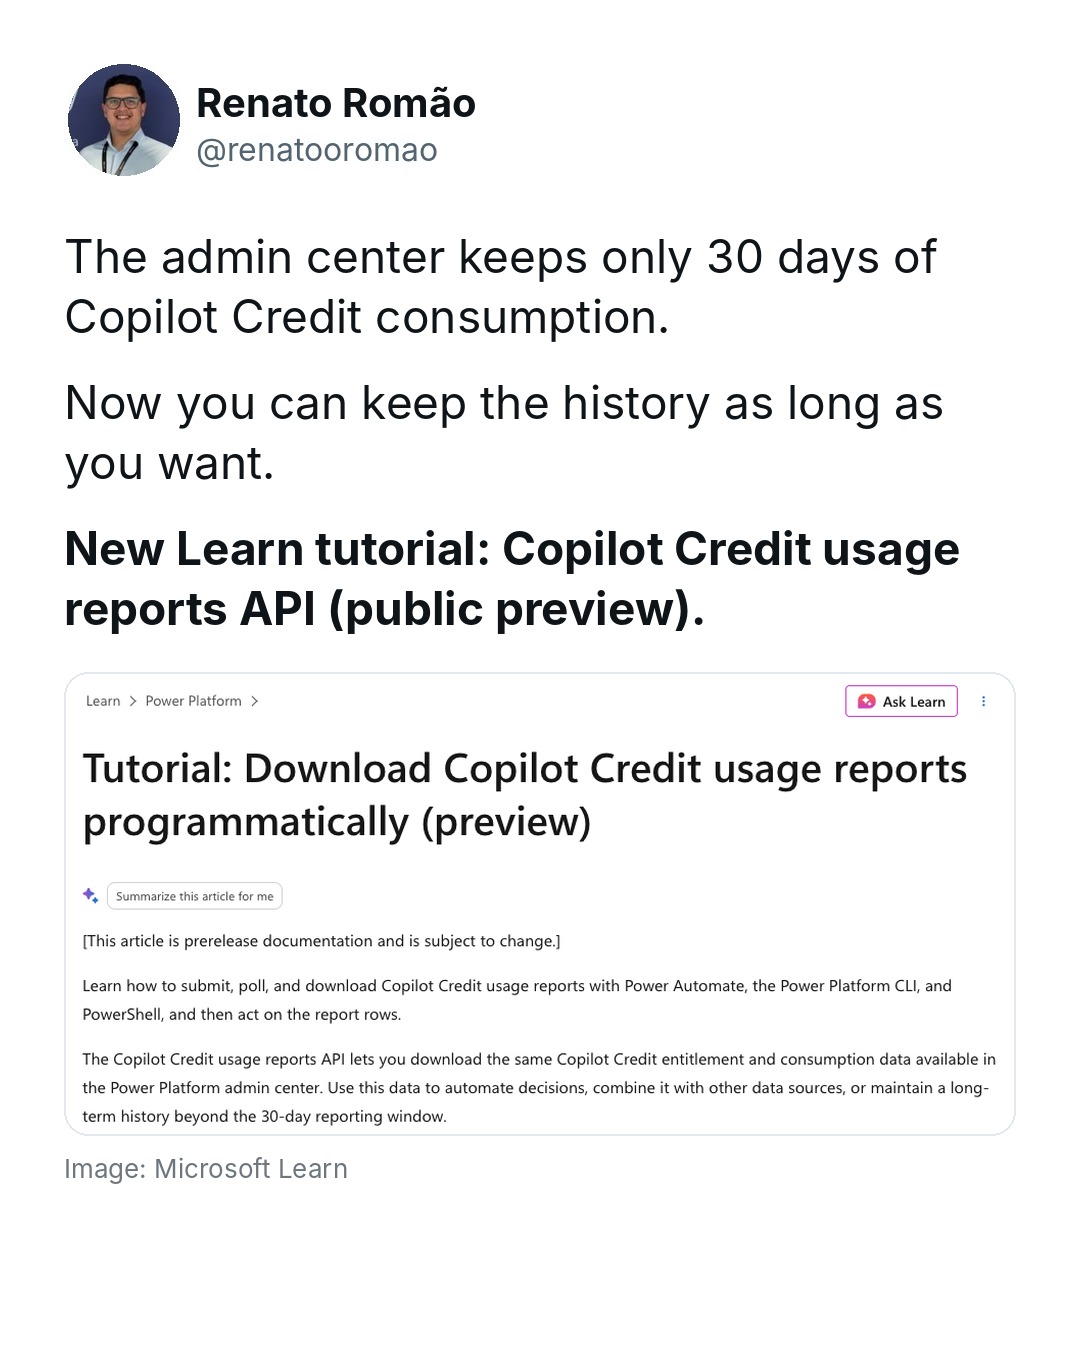 Renato Romão
@renatooromao
The admin center keeps only 30 days of
Copilot Credit consumption.
Now you can keep the history as long as
you want.
New Learn tutorial: Copilot Credit usage
reports API (public preview).
Learn > Power Platform >
Ask Learn
Tutorial: Download Copilot Credit usage reports
programmatically (preview)
Summarize this article for me
[This article is prerelease documentation and is subject to change.]
Learn how to submit, poll, and download Copilot Credit usage reports with Power Automate, the Power Platform CLI, and
PowerShell, and then act on the report rows.
The Copilot Credit usage reports API lets you download the same Copilot Credit entitlement and consumption data available in
the Power Platform admin center. Use this data to automate decisions, combine it with other data sources, or maintain a long-
term history beyond the 30-day reporting window.
Image: Microsoft Learn